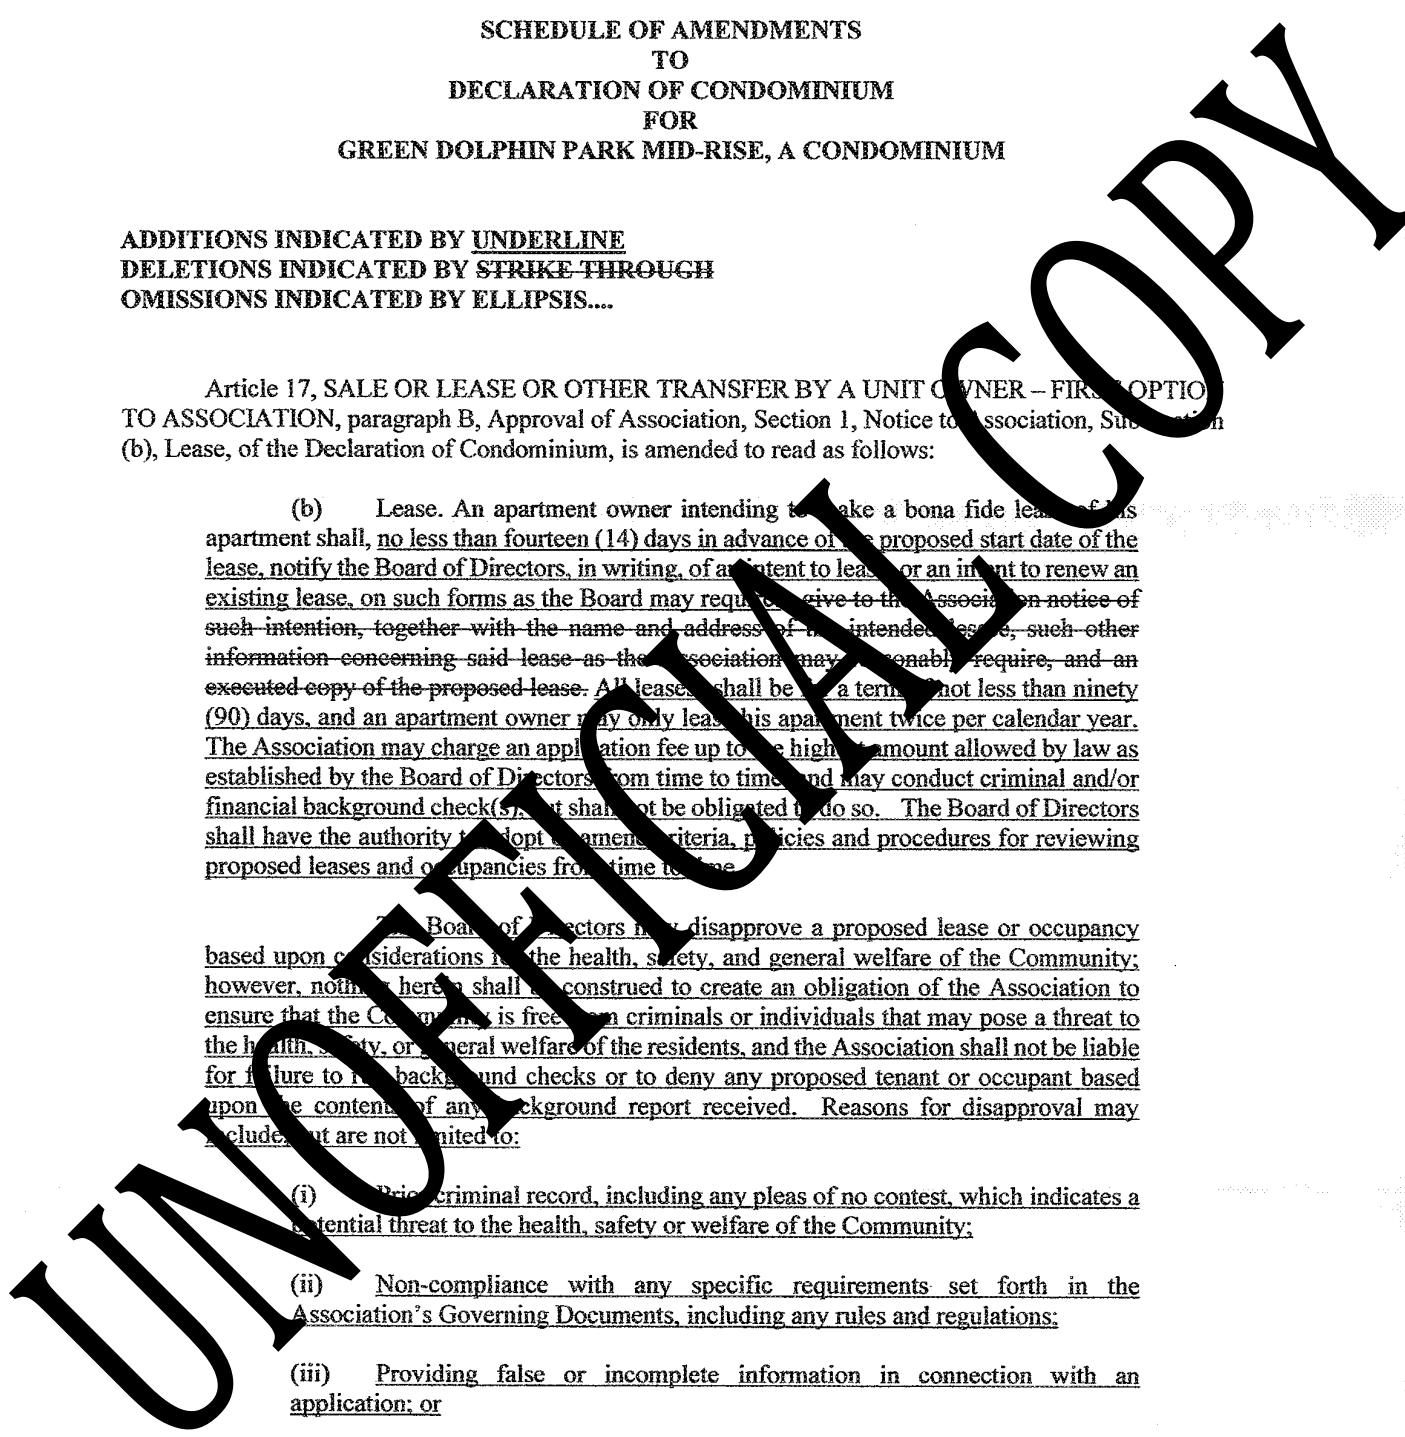 SCHEDULE OF AMENDMENTS
TO
DECLARATION OF CONDOMINIUM
FOR
GREEN DOLPHIN PARK MID-RISE, A CONDOMINIUM
ADDITIONS INDICATED BY UNDERLINE
DELETIONS INDICATED BY STRIKE THROUGH
OMISSIONS INDICATED BY ELLIPSIS....
Article 17, SALE OR LEASE OR OTHER TRANSFER BY A UNIT OWNER – FIRST OPTION
TO ASSOCIATION, paragraph B, Approval of Association, Section 1, Notice to Association, Subsection
(b), Lease, of the Declaration of Condominium, is amended to read as follows:
(b) Lease. An apartment owner intending to make a bona fide lease of his
apartment shall, no less than fourteen (14) days in advance of the proposed start date of the
lease, notify the Board of Directors, in writing, of an intent to lease or an intent to renew an
existing lease, on such forms as the Board may require. give to the Association notice of
such intention, together with the name and address of the intended lessee, such other
information concerning said lease as the Association may reasonably require, and an
executed copy of the proposed lease. All leases shall be for a term of not less than ninety
(90) days, and an apartment owner may only lease his apartment twice per calendar year.
The Association may charge an application fee up to the highest amount allowed by law as
established by the Board of Directors from time to time and may conduct criminal and/or
financial background check(s), but shall not be obligated to do so. The Board of Directors
shall have the authority to adopt or amend criteria, policies and procedures for reviewing
proposed leases and occupancies from time to time.
The Board of Directors may disapprove a proposed lease or occupancy
based upon considerations for the health, safety, and general welfare of the Community;
however, nothing herein shall be construed to create an obligation of the Association to
ensure that the Community is free from criminals or individuals that may pose a threat to
the health, safety, or general welfare of the residents, and the Association shall not be liable
for failure to run background checks or to deny any proposed tenant or occupant based
upon the contents of any background report received. Reasons for disapproval may
include, but are not limited to:
(i) Prior criminal record, including any pleas of no contest, which indicates a
potential threat to the health, safety or welfare of the Community;
(ii) Non-compliance with any specific requirements set forth in the
Association's Governing Documents, including any rules and regulations;
(iii) Providing false or incomplete information in connection with an
application; or
UNOFFICIAL COPY